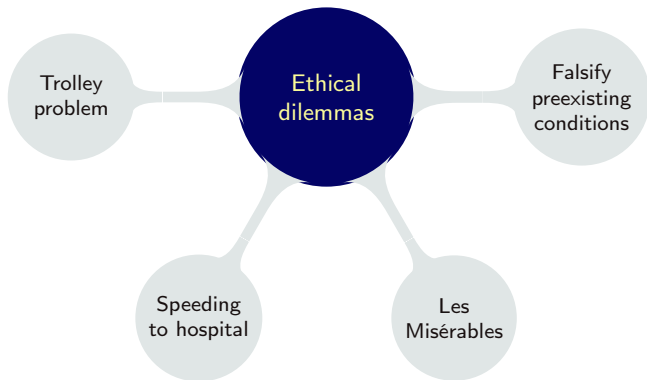 Ethical
dilemmas
Trolley
problem
Speeding
to hospital
Les
Misérables
Falsify
preexisting
conditions